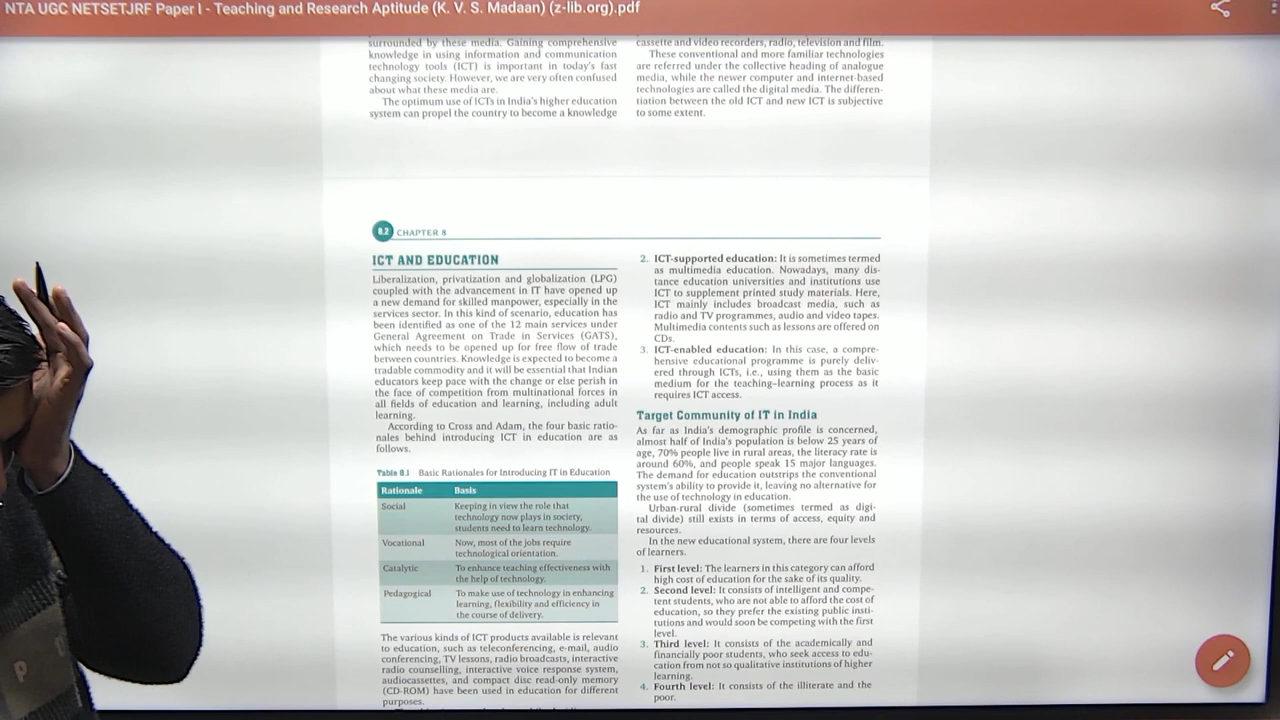 NTA UGC NETSETJRF Paper I - Teaching and Research Aptitude (K. V. S. Madaan) (z-lib.org).pdf
surrounded by these media. Gaining comprehensive
knowledge in using information and communication
technology tools (ICT) is important in today's fast
changing society. However, we are very often confused
about what these media are.
The optimum use of ICTs in India's higher education
system can propel the country to become a knowledge
cassette and video recorders, radio, television and film.
These conventional and more familiar technologies
are referred under the collective heading of analogue
media, while the newer computer and internet-based
technologies are called the digital media. The differen-
tiation between the old ICT and new ICT is subjective
to some extent.
8.2 CHAPTER 8
ICT AND EDUCATION
Liberalization, privatization and globalization (LPG)
coupled with the advancement in IT have opened up
a new demand for skilled manpower, especially in the
services sector. In this kind of scenario, education has
been identified as one of the 12 main services under
General Agreement on Trade in Services (GATS),
which needs to be opened up for free flow of trade
between countries. Knowledge is expected to become a
tradable commodity and it will be essential that Indian
educators keep pace with the change or else perish in
the face of competition from multinational forces in
all fields of education and learning, including adult
learning.
According to Cross and Adam, the four basic ratio-
nales behind introducing ICT in education are as
follows.
Table 8.1 Basic Rationales for Introducing IT in Education
Rationale Basis
Social Keeping in view the role that
technology now plays in society,
students need to learn technology.
Vocational Now, most of the jobs require
technological orientation.
Catalytic To enhance teaching effectiveness with
the help of technology.
Pedagogical To make use of technology in enhancing
learning, flexibility and efficiency in
the course of delivery.
The various kinds of ICT products available is relevant
to education, such as teleconferencing, e-mail, audio
conferencing, TV lessons, radio broadcasts, interactive
radio counselling, interactive voice response system,
audiocassettes, and compact disc read-only memory
(CD-ROM) have been used in education for different
purposes.
2. ICT-supported education: It is sometimes termed
as multimedia education. Nowadays, many dis-
tance education universities and institutions use
ICT to supplement printed study materials. Here,
ICT mainly includes broadcast media, such as
radio and TV programmes, audio and video tapes.
Multimedia contents such as lessons are offered on
CDs.
3. ICT-enabled education: In this case, a compre-
hensive educational programme is purely deliv-
ered through ICTs, i.e., using them as the basic
medium for the teaching–learning process as it
requires ICT access.
Target Community of IT in India
As far as India's demographic profile is concerned,
almost half of India's population is below 25 years of
age, 70% people live in rural areas, the literacy rate is
around 60%, and people speak 15 major languages.
The demand for education outstrips the conventional
system's ability to provide it, leaving no alternative for
the use of technology in education.
Urban-rural divide (sometimes termed as digi-
tal divide) still exists in terms of access, equity and
resources.
In the new educational system, there are four levels
of learners.
1. First level: The learners in this category can afford
high cost of education for the sake of its quality.
2. Second level: It consists of intelligent and compe-
tent students, who are not able to afford the cost of
education, so they prefer the existing public insti-
tutions and would soon be competing with the first
level.
3. Third level: It consists of the academically and
financially poor students, who seek access to edu-
cation from not so qualitative institutions of higher
learning.
4. Fourth level: It consists of the illiterate and the
poor.
P